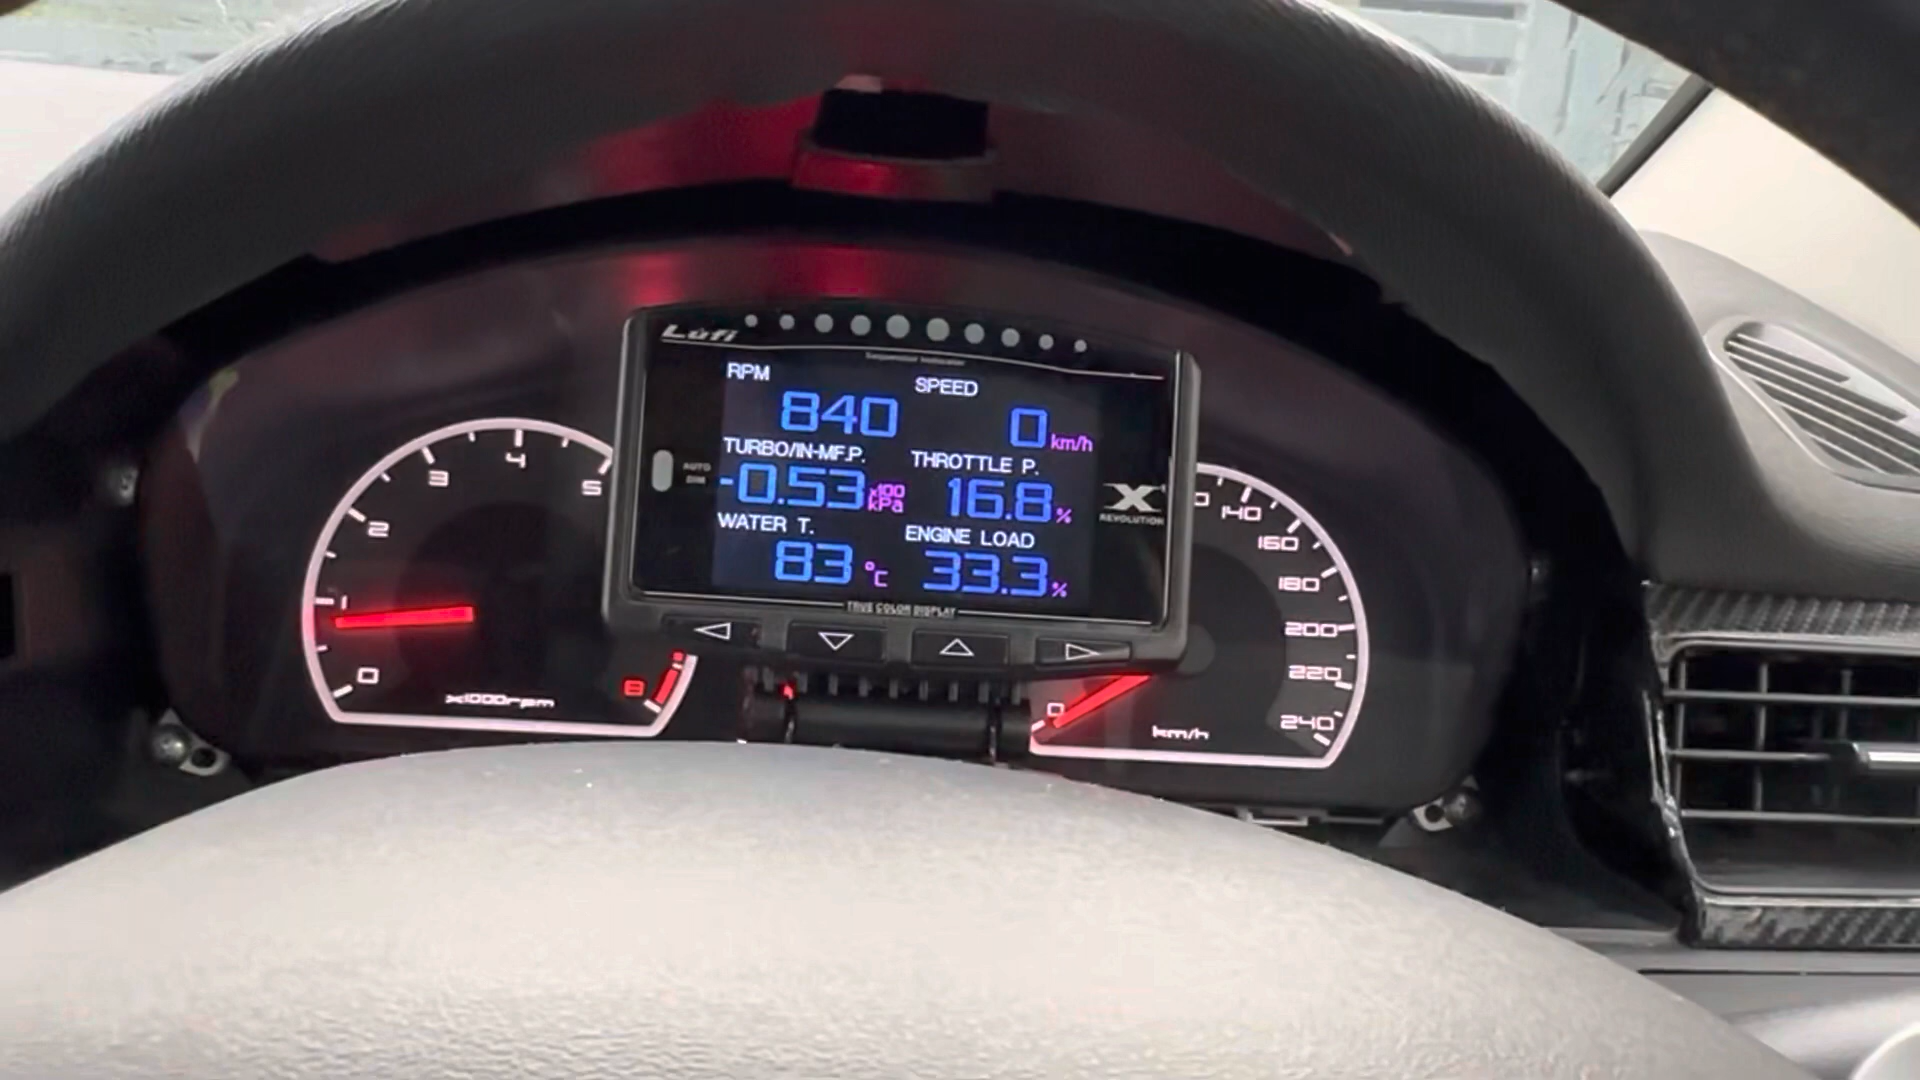 Lufi
RPM
SPEED
840
0 km/h
TURBO/IN-MF.P.
THROTTLE P.
AUTO
DIM
-0.53 x100
kPa
16.8 %
X
REVOLUTION
WATER T.
ENGINE LOAD
83 °C
33.3 %
TRUE COLOR DISPLAY
0
1
2
3
4
5
8
x1000rpm
0
140
160
180
200
220
240
km/h